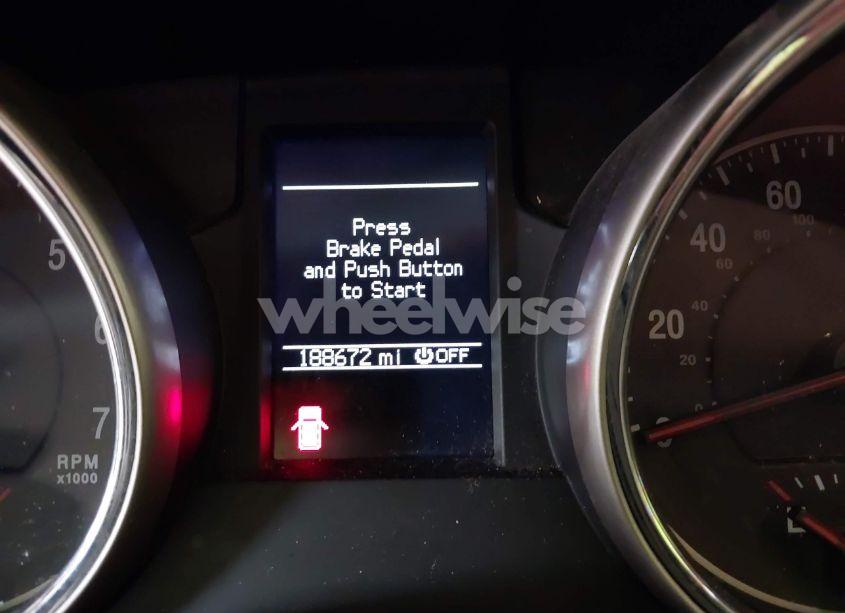 Press
Brake Pedal
and Push Button
to Start
wheelwise
188672 mi OFF
5
6
7
RPM
x1000
60
40
20
0
100
80
60
40
20
E